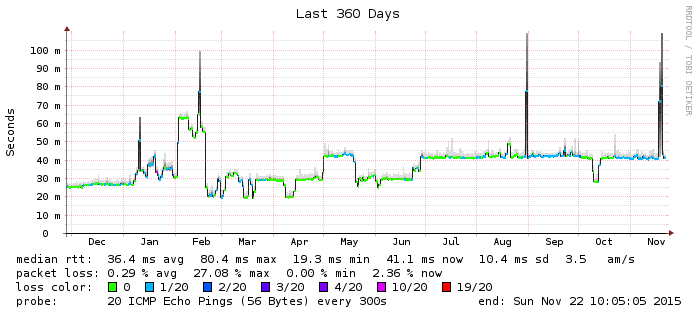 Last 360 Days
RRDTOOL / TOBI OETIKER
Seconds
100 m
90 m
80 m
70 m
60 m
50 m
40 m
30 m
20 m
10 m
0
Dec Jan Feb Mar Apr May Jun Jul Aug Sep Oct Nov
median rtt: 36.4 ms avg 80.4 ms max 19.3 ms min 41.1 ms now 10.4 ms sd 3.5 am/s
packet loss: 0.29 % avg 27.08 % max 0.00 % min 2.36 % now
loss color: 0 1/20 2/20 3/20 4/20 10/20 19/20
probe: 20 ICMP Echo Pings (56 Bytes) every 300s end: Sun Nov 22 10:05:05 2015